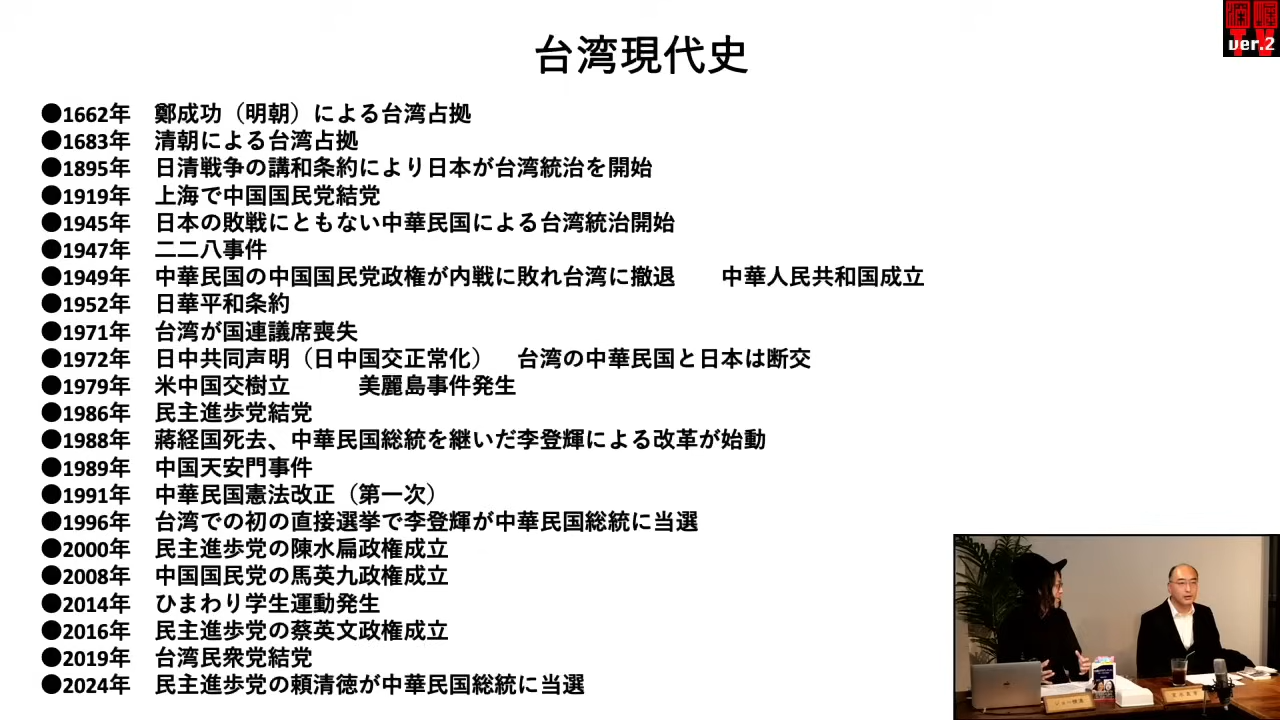 台湾現代史
ver.2
●1662年 鄭成功（明朝）による台湾占拠
●1683年 清朝による台湾占拠
●1895年 日清戦争の講和条約により日本が台湾統治を開始
●1919年 上海で中国国民党結党
●1945年 日本の敗戦にともない中華民国による台湾統治開始
●1947年 二二八事件
●1949年 中華民国の中国国民党政権が内戦に敗れ台湾に撤退 中華人民共和国成立
●1952年 日華平和条約
●1971年 台湾が国連議席喪失
●1972年 日中共同声明（日中国交正常化） 台湾の中華民国と日本は断交
●1979年 米中国交樹立 美麗島事件発生
●1986年 民主進歩党結党
●1988年 蔣経国死去、中華民国総統を継いだ李登輝による改革が始動
●1989年 中国天安門事件
●1991年 中華民国憲法改正（第一次）
●1996年 台湾での初の直接選挙で李登輝が中華民国総統に当選
●2000年 民主進歩党の陳水扁政権成立
●2008年 中国国民党の馬英九政権成立
●2014年 ひまわり学生運動発生
●2016年 民主進歩党の蔡英文政権成立
●2019年 台湾民衆党結党
●2024年 民主進歩党の頼清徳が中華民国総統に当選